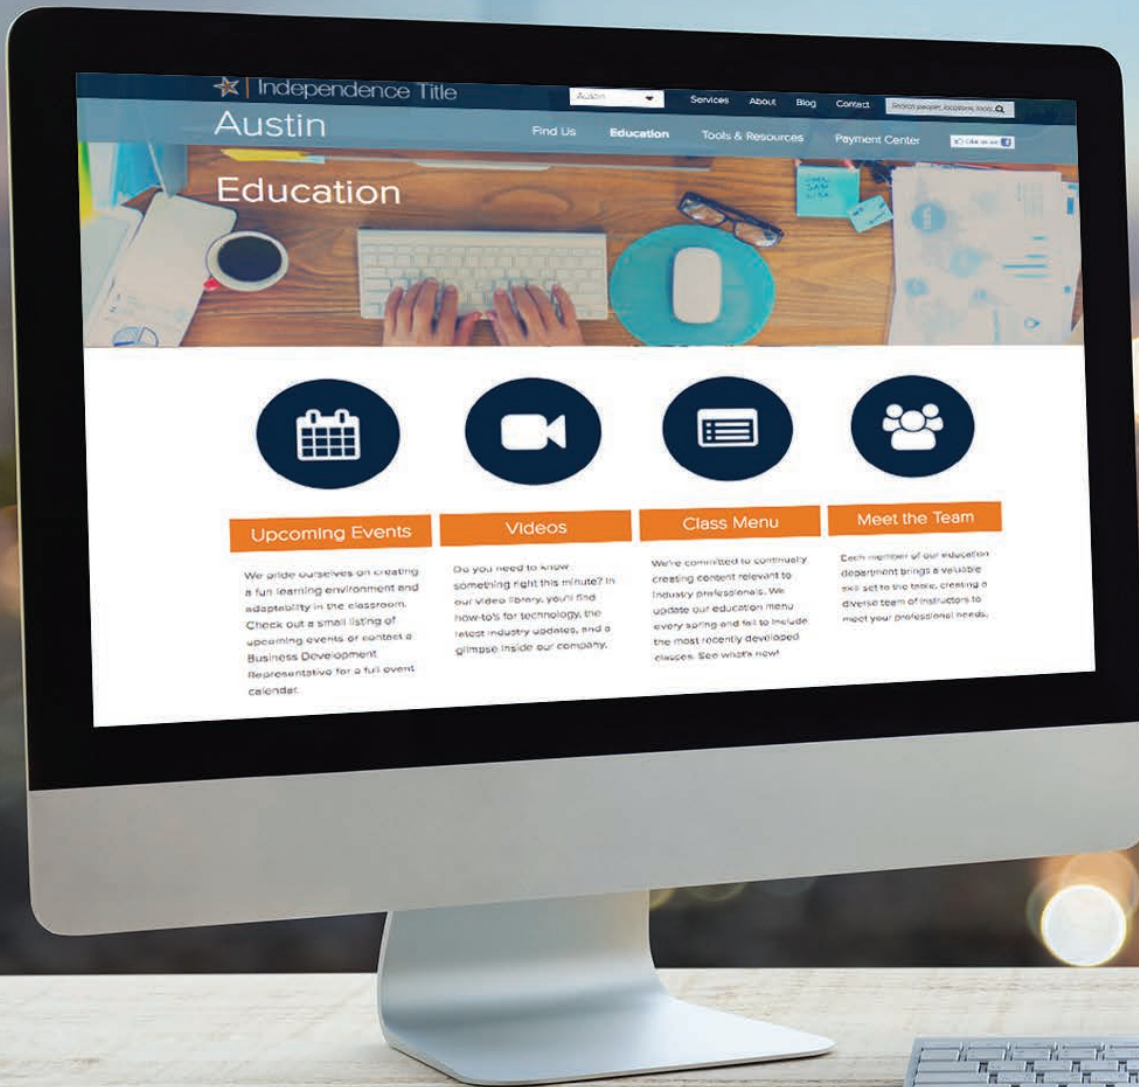 Independence Title
Austin
Services About Blog Contact
Search people, locations, tools
Austin
Find Us Education Tools & Resources Payment Center
Education
Upcoming Events
We pride ourselves on creating
a fun learning environment and
adaptability in the classroom.
Check out a small listing of
upcoming events or contact a
Business Development
Representative for a full event
calendar.
Videos
Do you need to know
something right this minute? In
our video library, you'll find
how-to's for technology, the
latest industry updates, and a
glimpse inside our company.
Class Menu
We're committed to continually
creating content relevant to
industry professionals. We
update our education menu
every spring and fall to include
the most recently developed
classes. See what's new!
Meet the Team
Each member of our education
department brings a valuable
skill set to the table, creating a
diverse team of instructors to
meet your professional needs.